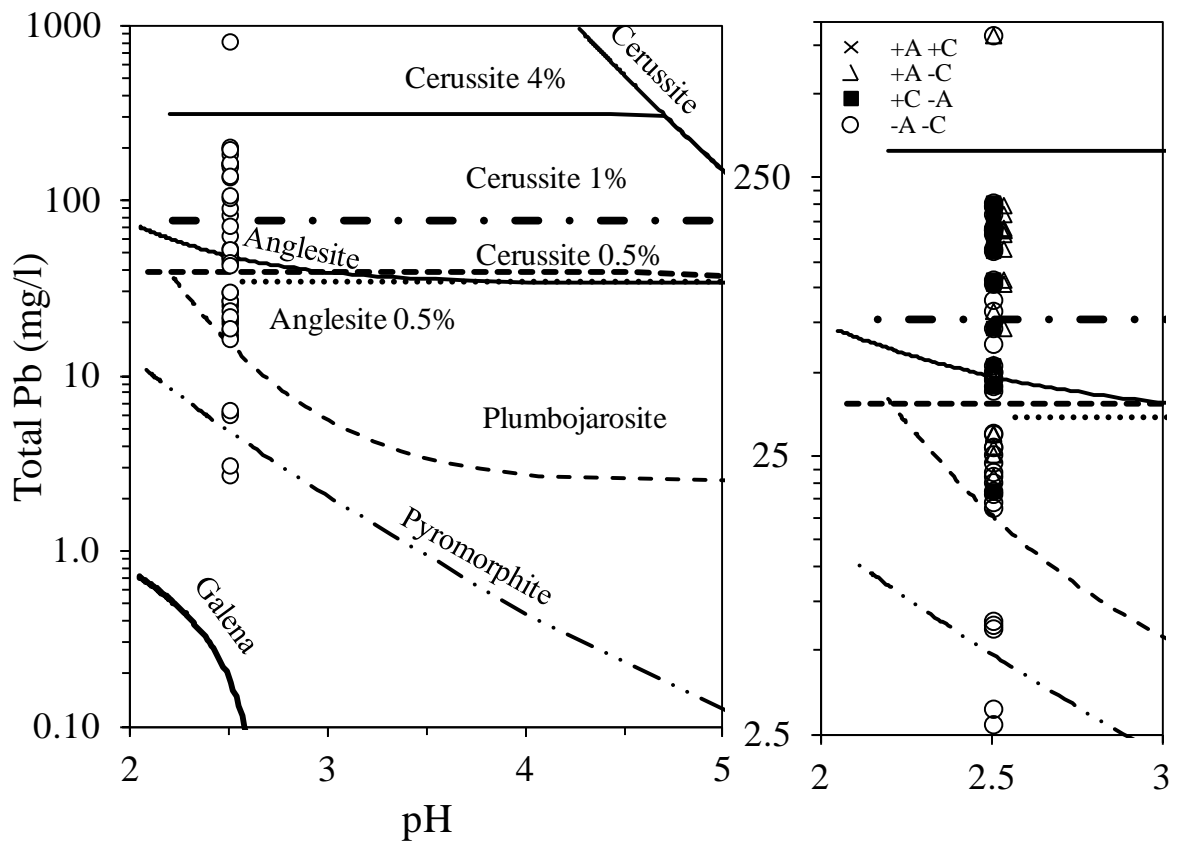 1000
100
10
1.0
0.10
Total Pb (mg/l)
Cerussite 4%
Cerussite
Cerussite 1%
Anglesite
Cerussite 0.5%
Anglesite 0.5%
Plumbojarosite
Pyromorphite
Galena
2
3
4
5
pH
+A +C
+A -C
+C -A
-A -C
250
25
2.5
2
2.5
3